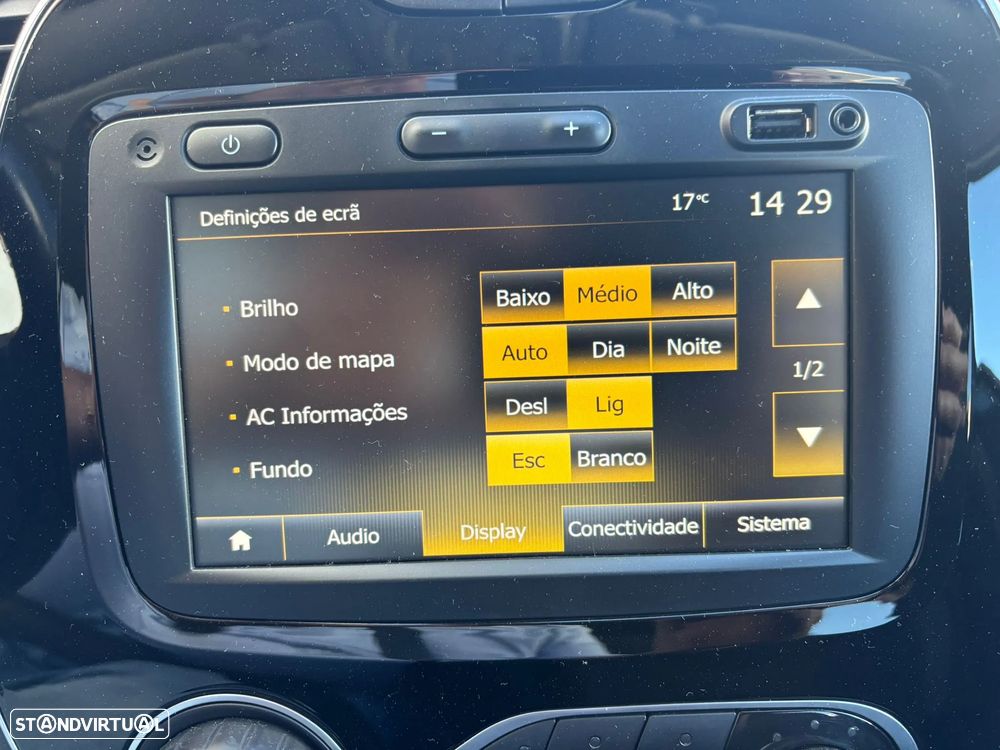 Definições de ecrã 17°C 14 29
Brilho Baixo Médio Alto
Modo de mapa Auto Dia Noite
1/2
AC Informações Desl Lig
Fundo Esc Branco
Audio Display Conectividade Sistema
STANDVIRTUAL